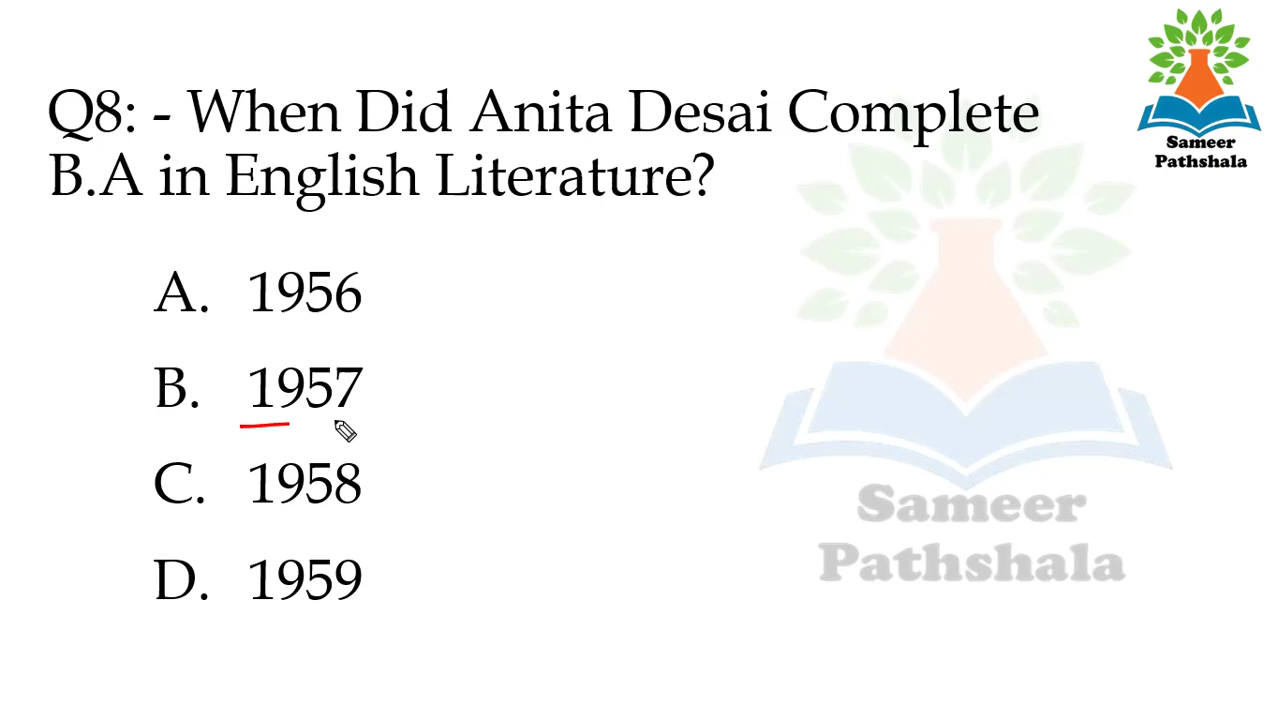 Q8: - When Did Anita Desai Complete
B.A in English Literature?
A. 1956
B. 1957
C. 1958
D. 1959
Sameer
Pathshala
Sameer
Pathshala